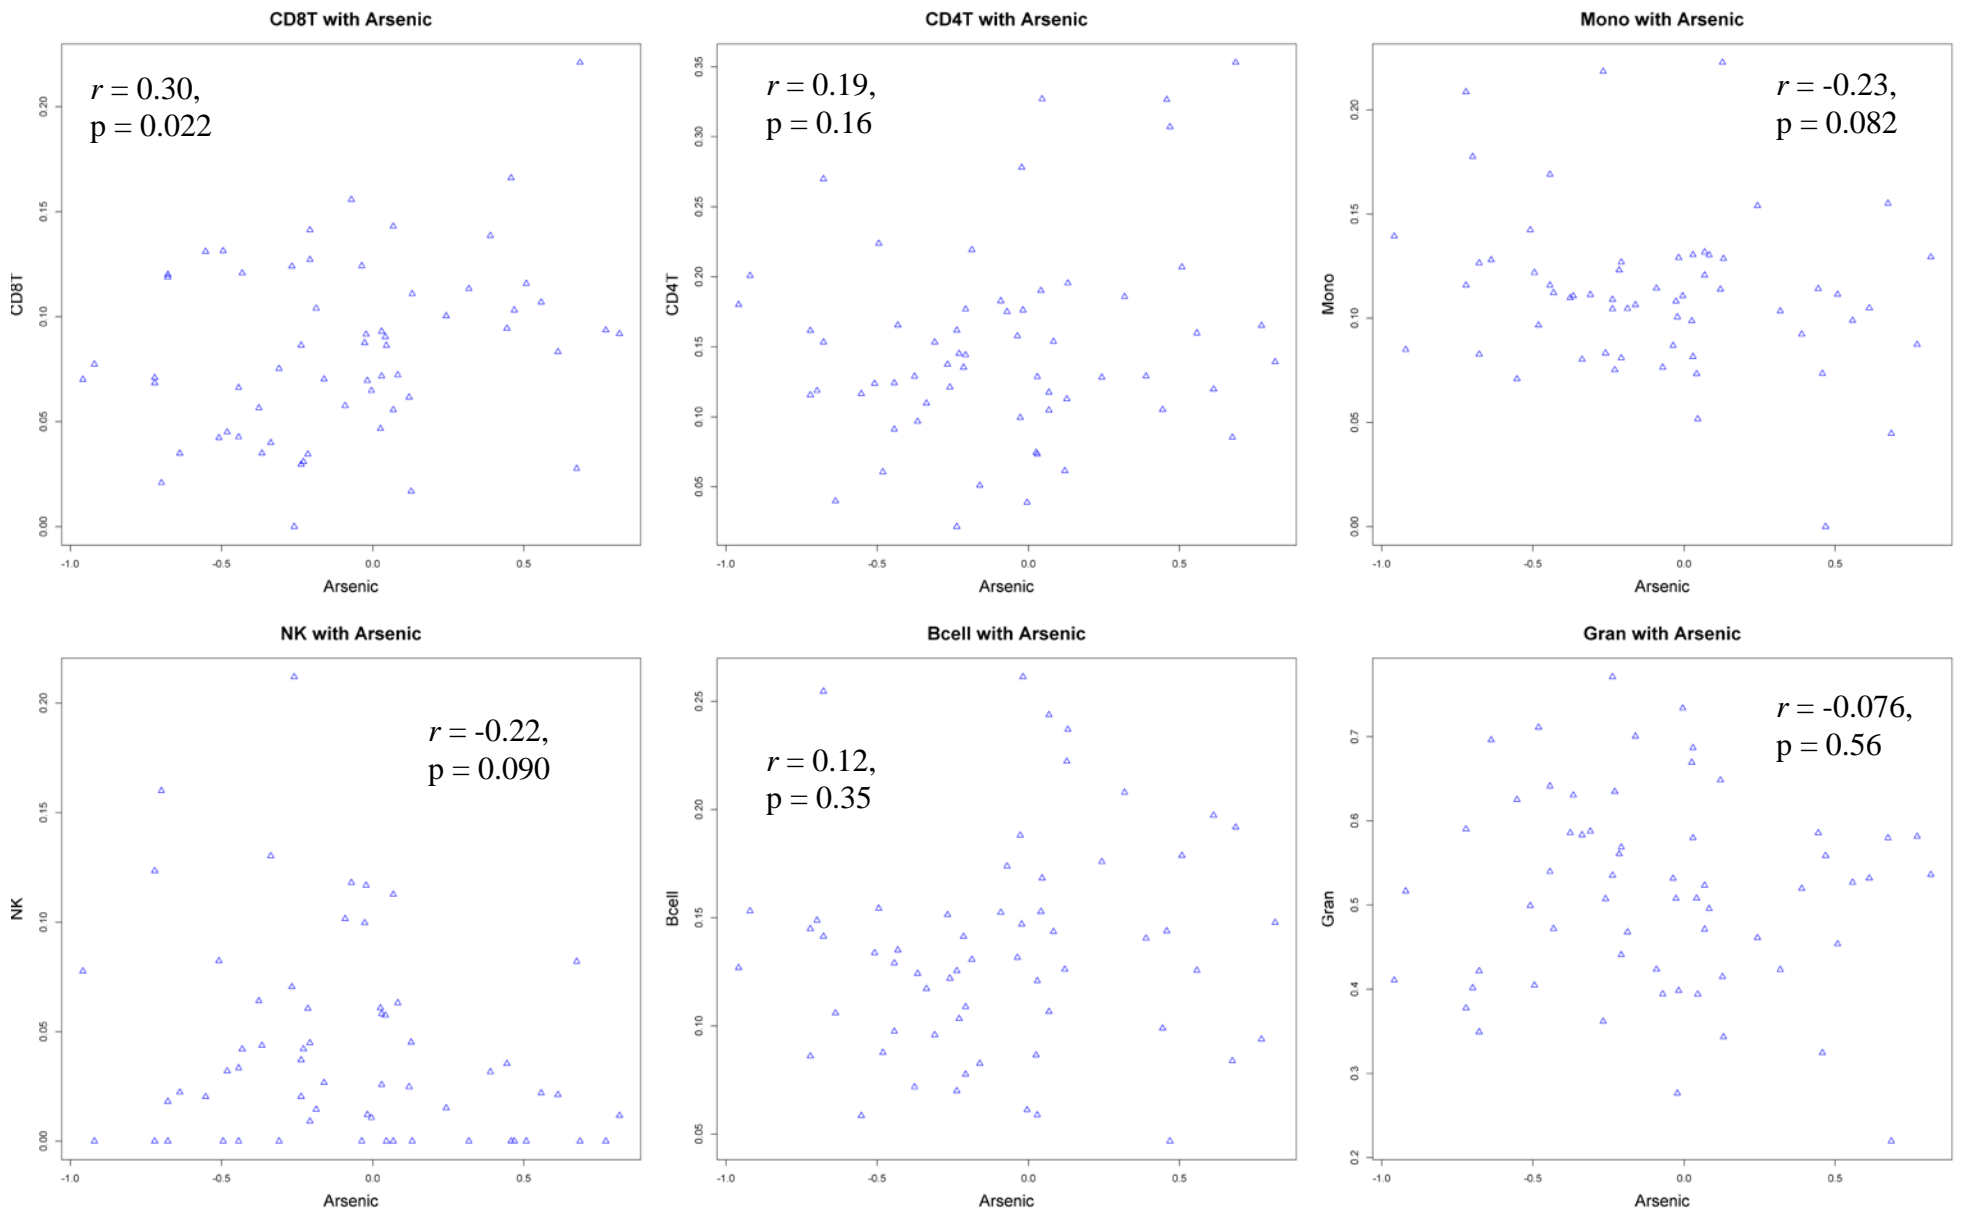 CD8T with Arsenic
r = 0.30,
p = 0.022
CD8T
0.20
0.15
0.10
0.05
0.00
-1.0 -0.5 0.0 0.5
Arsenic
CD4T with Arsenic
r = 0.19,
p = 0.16
CD4T
0.35
0.30
0.25
0.20
0.15
0.10
0.05
-1.0 -0.5 0.0 0.5
Arsenic
Mono with Arsenic
r = -0.23,
p = 0.082
Mono
0.20
0.15
0.10
0.05
0.00
-1.0 -0.5 0.0 0.5
Arsenic
NK with Arsenic
r = -0.22,
p = 0.090
NK
0.20
0.15
0.10
0.05
0.00
-1.0 -0.5 0.0 0.5
Arsenic
Bcell with Arsenic
r = 0.12,
p = 0.35
Bcell
0.25
0.20
0.15
0.10
0.05
-1.0 -0.5 0.0 0.5
Arsenic
Gran with Arsenic
r = -0.076,
p = 0.56
Gran
0.7
0.6
0.5
0.4
0.3
0.2
-1.0 -0.5 0.0 0.5
Arsenic